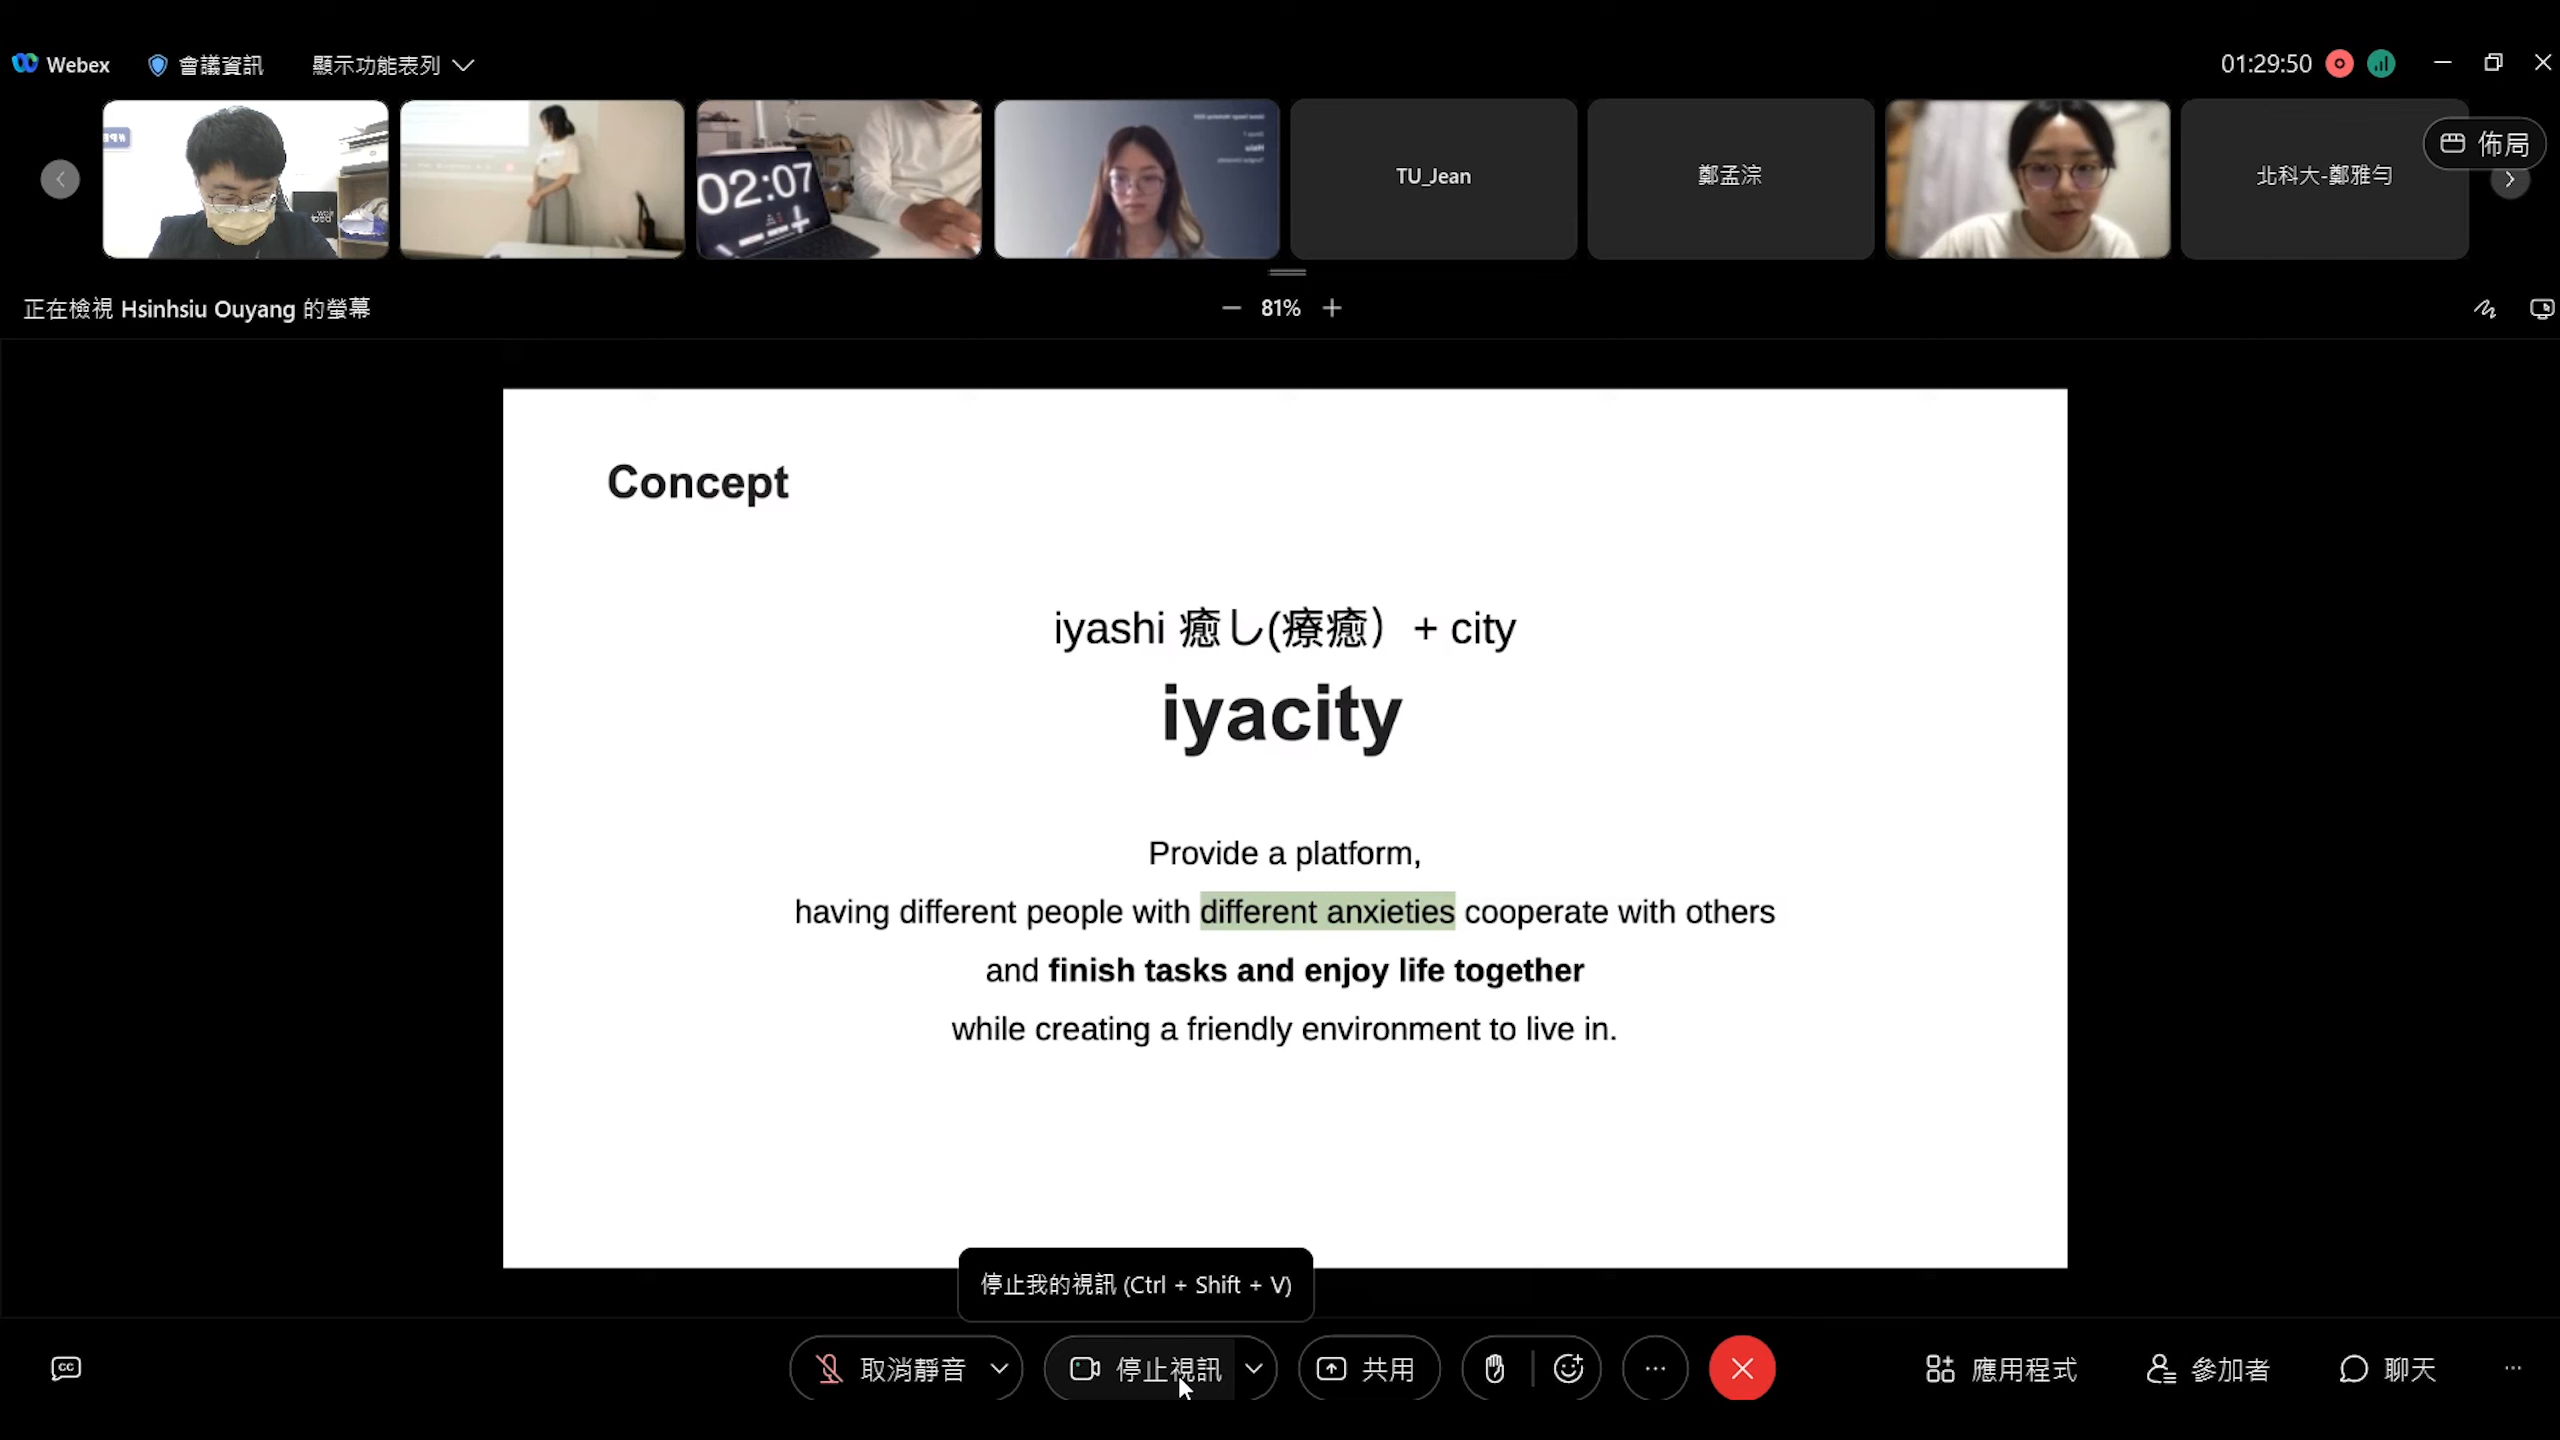 Webex
會議資訊
顯示功能表列
01:29:50
02:07
TU_Jean
鄭孟淙
北科大-鄭雅勻
佈局
正在檢視 Hsinhsiu Ouyang 的螢幕
81%
Concept
iyashi 癒し(療癒）+ city
iyacity
Provide a platform,
having different people with different anxieties cooperate with others
and finish tasks and enjoy life together
while creating a friendly environment to live in.
停止我的視訊 (Ctrl + Shift + V)
CC
取消靜音
停止視訊
共用
應用程式
參加者
聊天